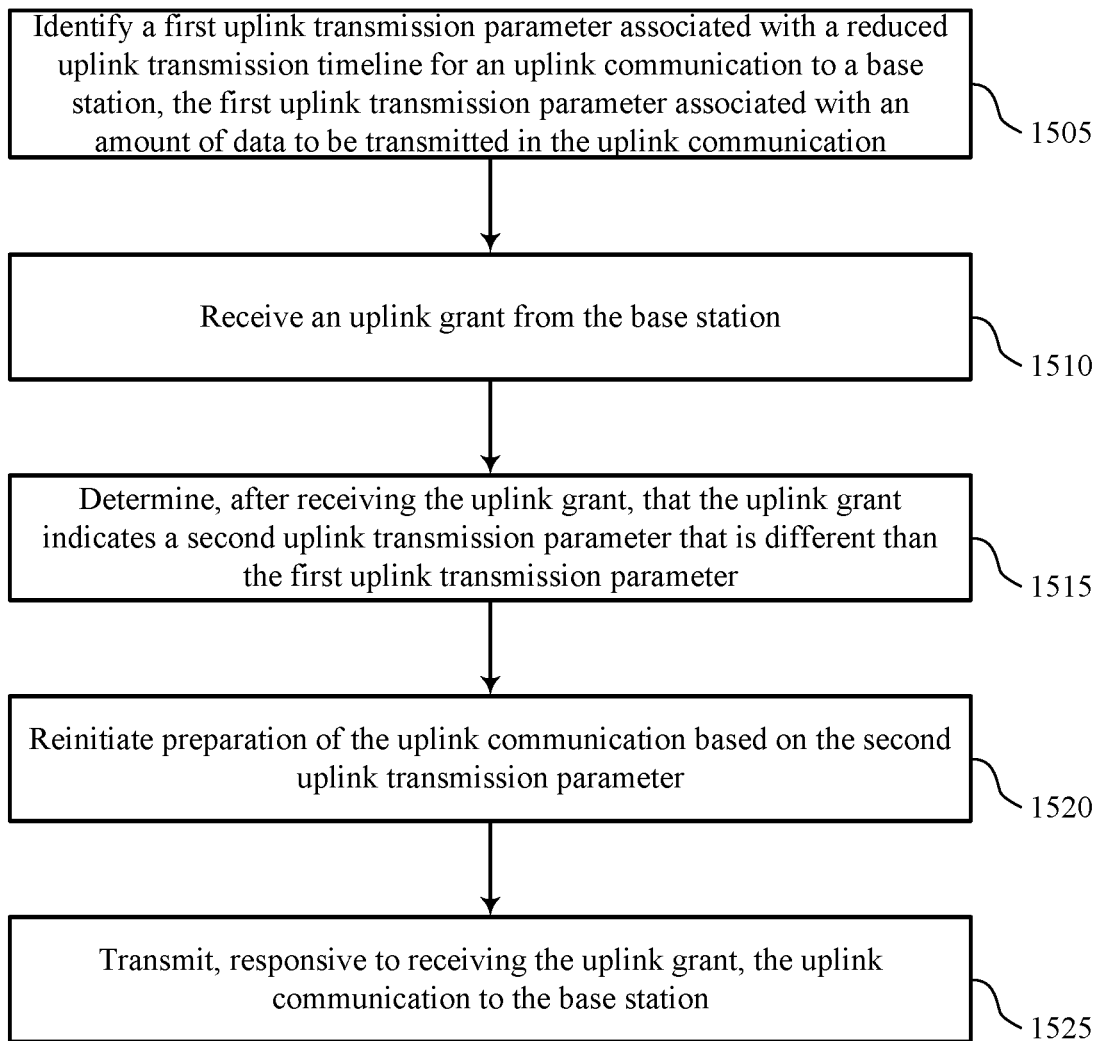 Identify a first uplink transmission parameter associated with a reduced
uplink transmission timeline for an uplink communication to a base
station, the first uplink transmission parameter associated with an
amount of data to be transmitted in the uplink communication
1505
Receive an uplink grant from the base station
1510
Determine, after receiving the uplink grant, that the uplink grant
indicates a second uplink transmission parameter that is different than
the first uplink transmission parameter
1515
Reinitiate preparation of the uplink communication based on the second
uplink transmission parameter
1520
Transmit, responsive to receiving the uplink grant, the uplink
communication to the base station
1525